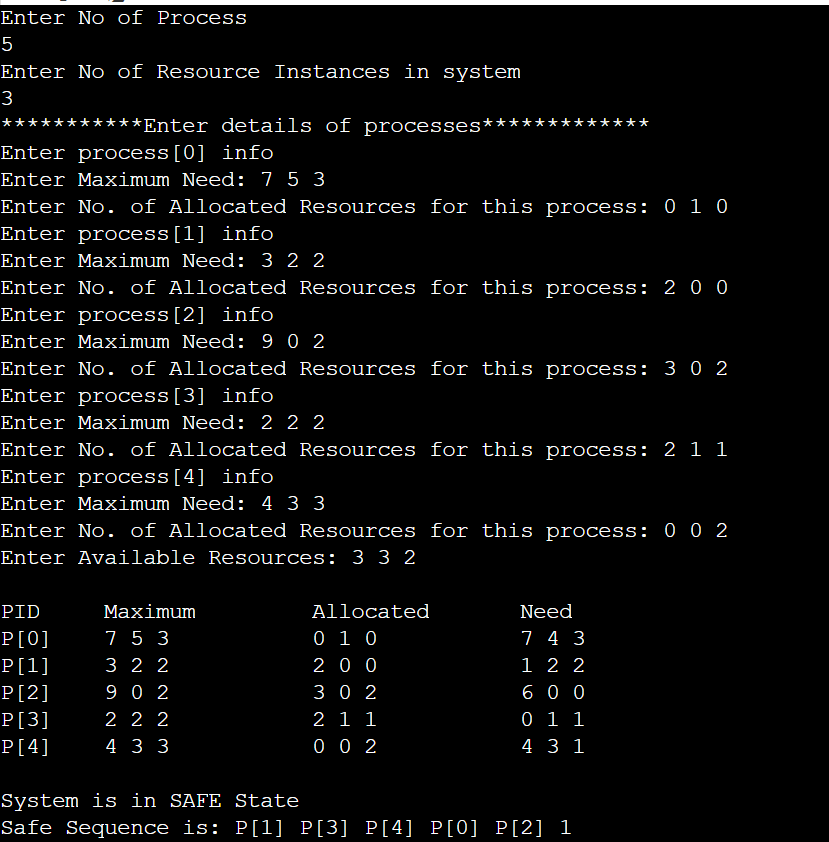 Enter No of Process
5
Enter No of Resource Instances in system
3
***********Enter details of processes*************
Enter process[0] info
Enter Maximum Need: 7 5 3
Enter No. of Allocated Resources for this process: 0 1 0
Enter process[1] info
Enter Maximum Need: 3 2 2
Enter No. of Allocated Resources for this process: 2 0 0
Enter process[2] info
Enter Maximum Need: 9 0 2
Enter No. of Allocated Resources for this process: 3 0 2
Enter process[3] info
Enter Maximum Need: 2 2 2
Enter No. of Allocated Resources for this process: 2 1 1
Enter process[4] info
Enter Maximum Need: 4 3 3
Enter No. of Allocated Resources for this process: 0 0 2
Enter Available Resources: 3 3 2
PID Maximum Allocated Need
P[0] 7 5 3 0 1 0 7 4 3
P[1] 3 2 2 2 0 0 1 2 2
P[2] 9 0 2 3 0 2 6 0 0
P[3] 2 2 2 2 1 1 0 1 1
P[4] 4 3 3 0 0 2 4 3 1
System is in SAFE State
Safe Sequence is: P[1] P[3] P[4] P[0] P[2] 1